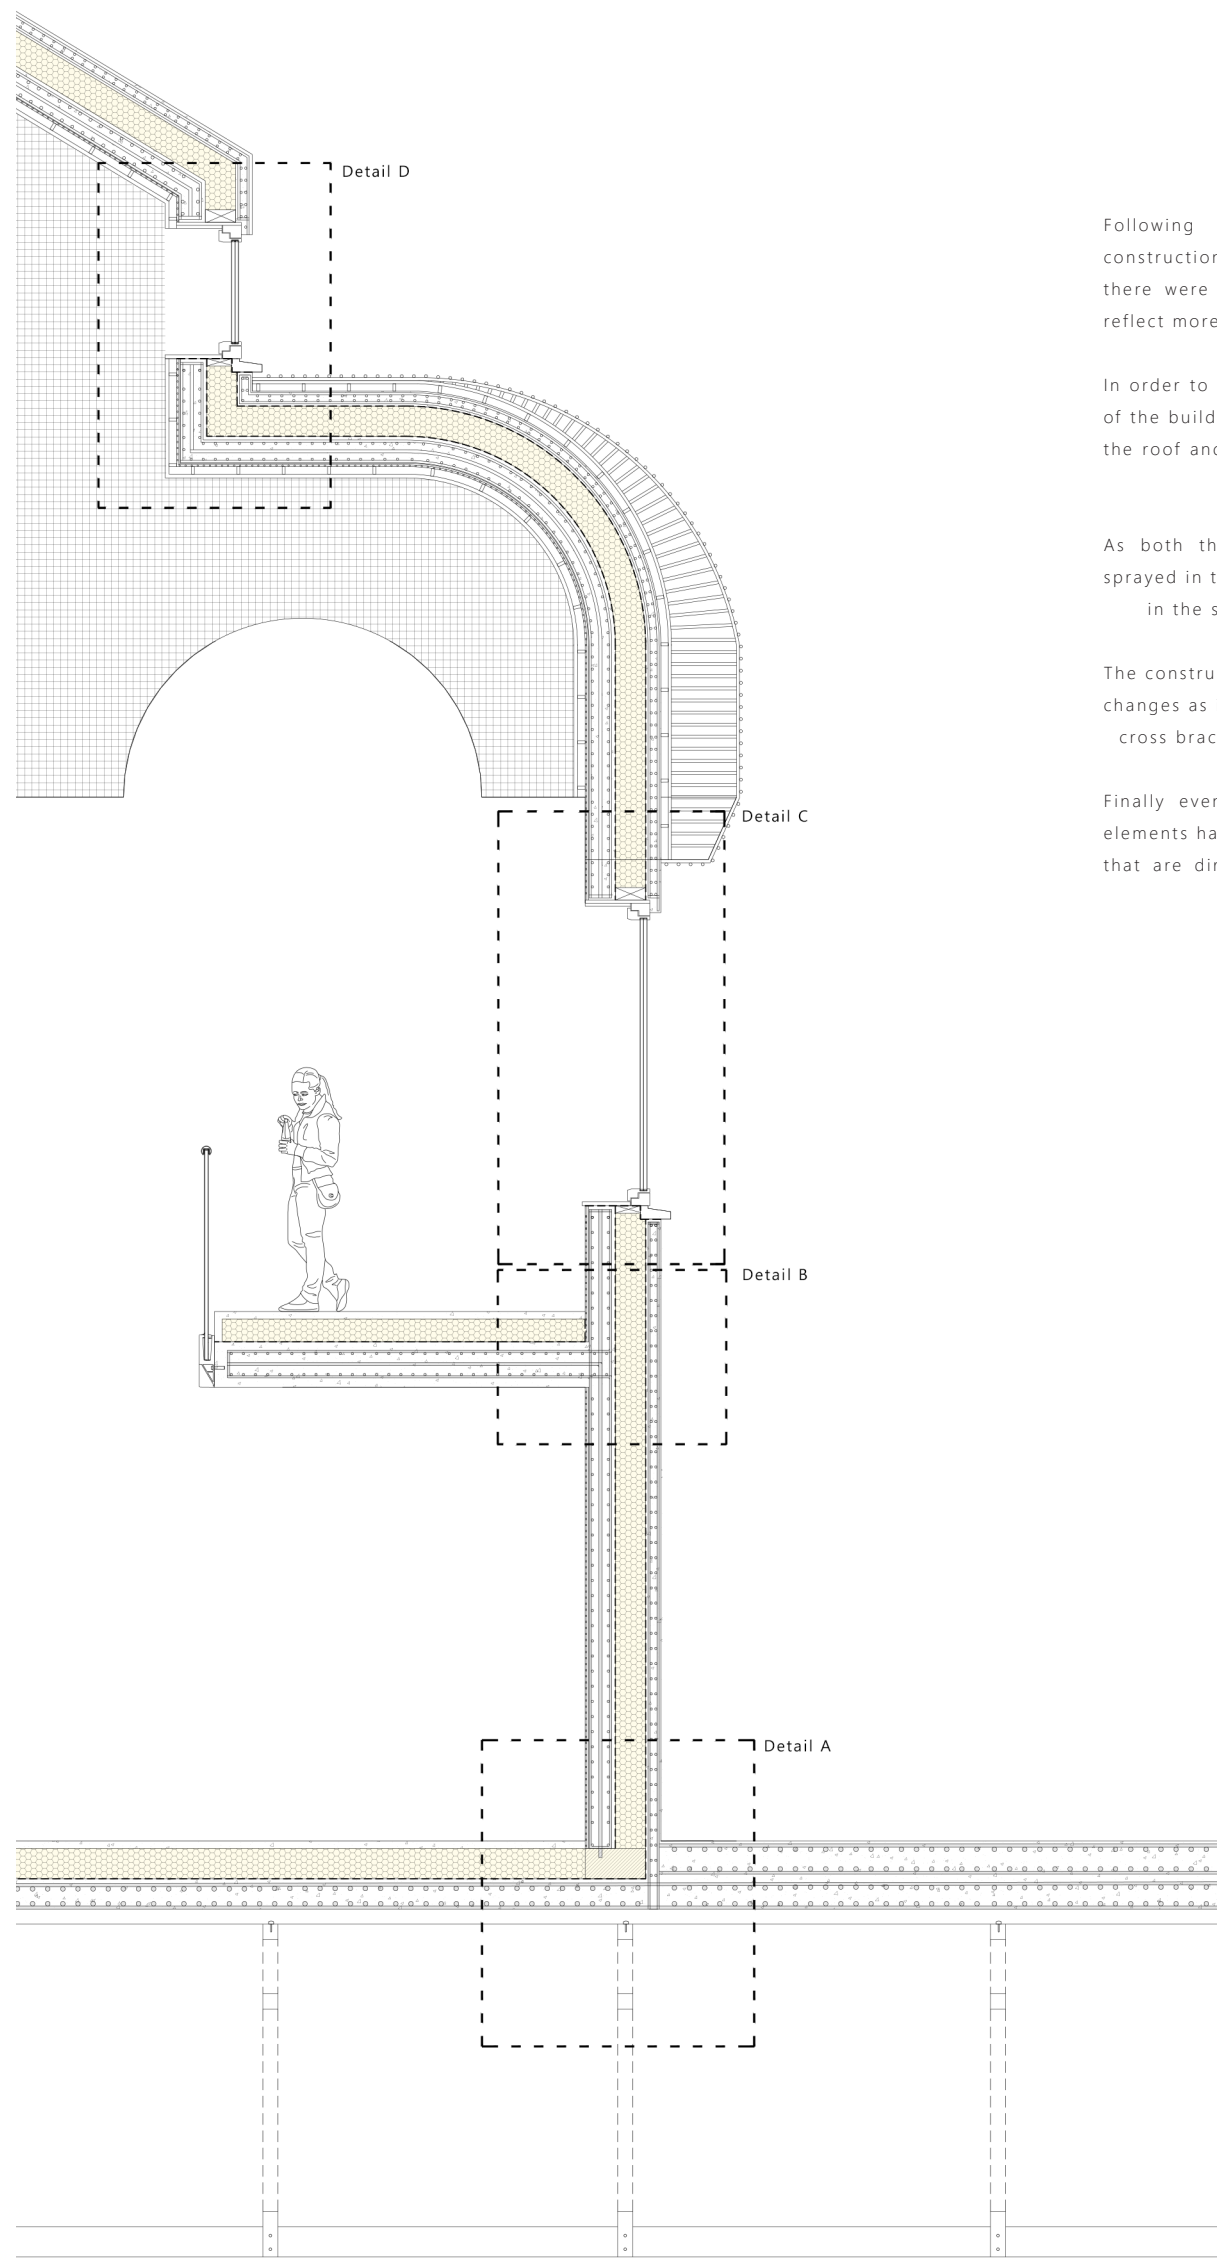 Detail D
Following
construction
there were
reflect more
In order to
of the build
the roof and
As both th
sprayed in t
in the s
The constru
changes as
cross brac
Finally ever
elements ha
that are dir
Detail C
Detail B
Detail A